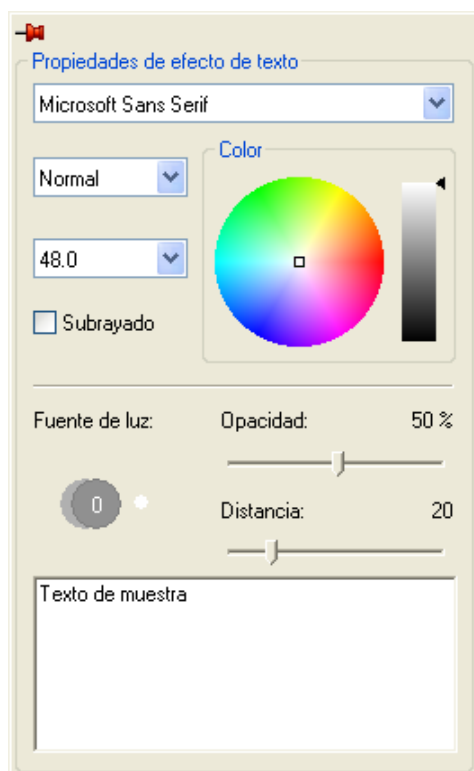 Propiedades de efecto de texto
Microsoft Sans Serif
Normal
Color
48.0
Subrayado
Fuente de luz:
Opacidad: 50 %
0
Distancia: 20
Texto de muestra